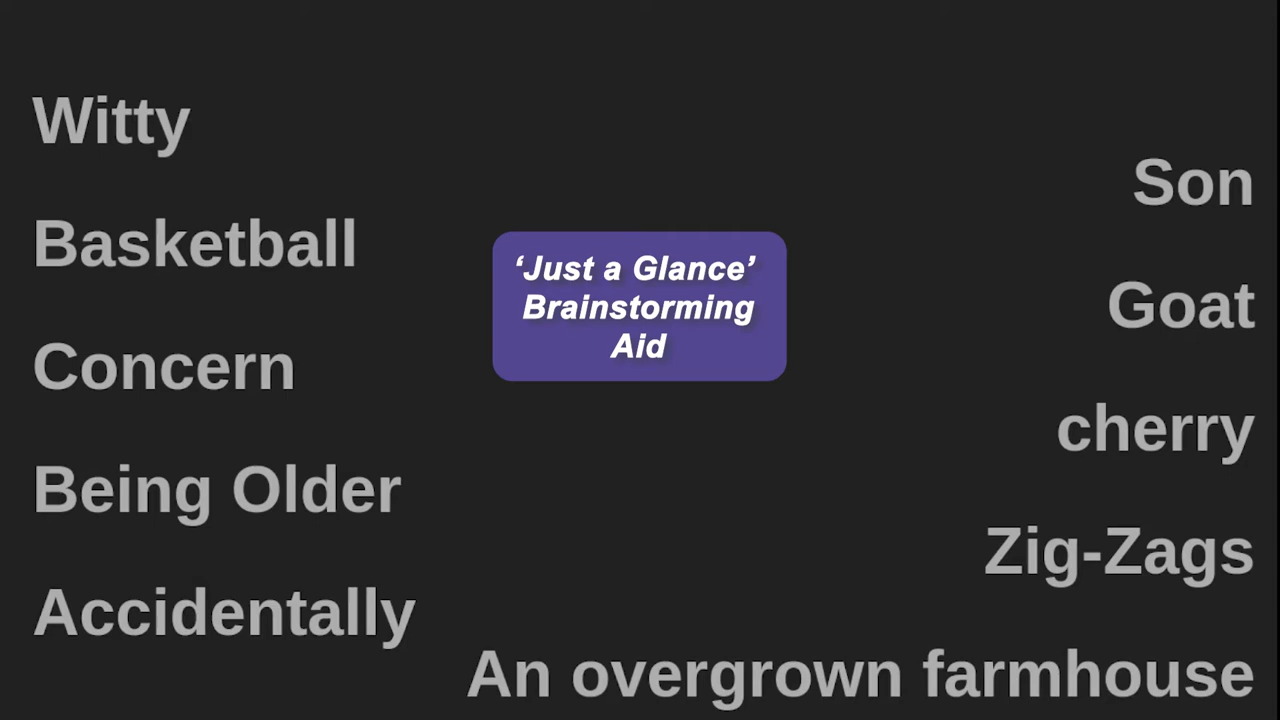 Witty
Son
Basketball
‘Just a Glance’
Brainstorming
Aid
Goat
Concern
cherry
Being Older
Zig-Zags
Accidentally
An overgrown farmhouse